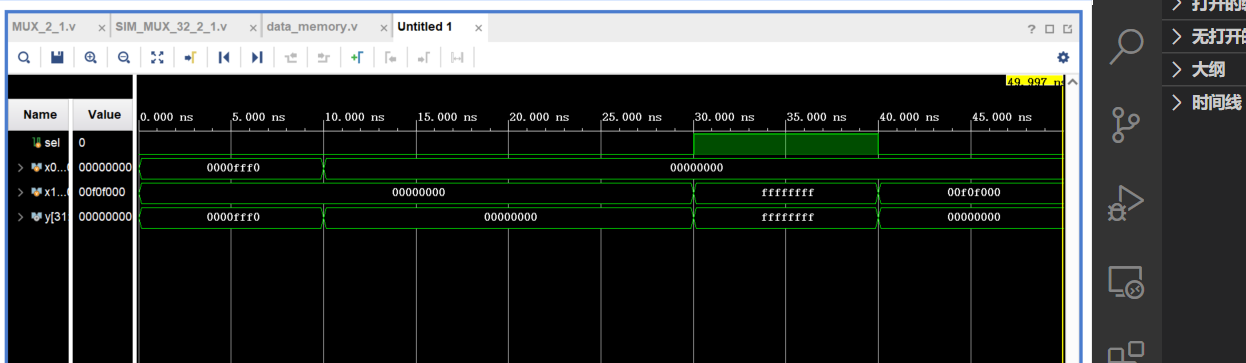 MUX_2_1.v × SIM_MUX_32_2_1.v × data_memory.v × Untitled 1 ×
?
49.997 n
Name Value
0.000 ns 5.000 ns 10.000 ns 15.000 ns 20.000 ns 25.000 ns 30.000 ns 35.000 ns 40.000 ns 45.000 ns
sel 0
x0... 00000000 0000fff0 00000000
x1... 00f0f000 00000000 ffffffff 00f0f000
y[31 00000000 0000fff0 00000000 ffffffff 00000000
打开的
无打开的
大纲
时间线